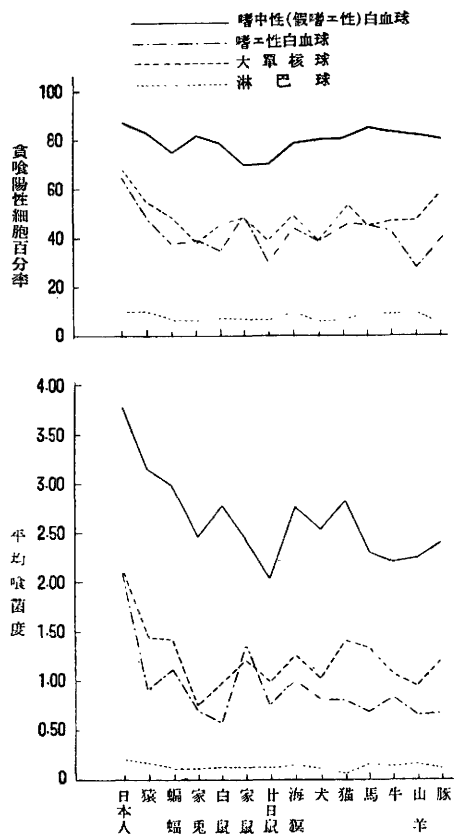 嗜中性(假嗜エ性)白血球
嗜エ性白血球
大單核球
淋巴球
貪喰陽性細胞百分率
100
80
60
40
20
0
平均喰菌度
4.00
3.50
3.00
2.50
2.00
1.50
1.00
0.50
0
日本人
猿
蝙蝠
家兎
白鼠
家鼠
廿日鼠
海猽
犬
猫
馬
牛
山羊
豚